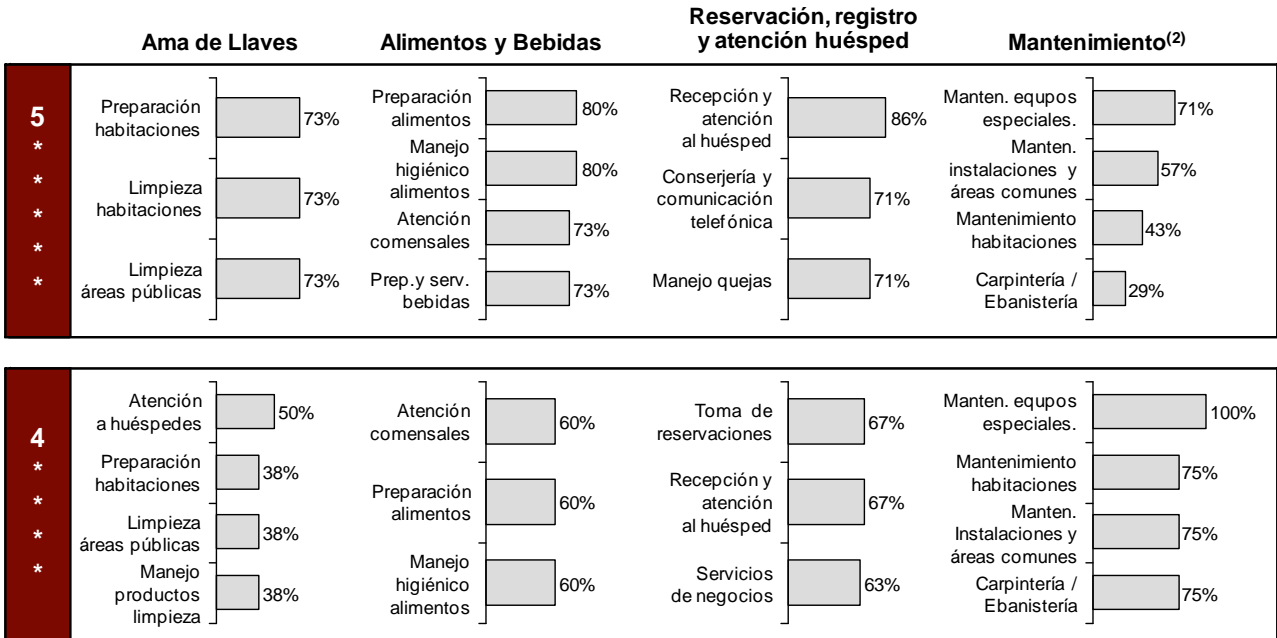 Ama de Llaves
Alimentos y Bebidas
Reservación, registro
y atención huésped
Mantenimiento(2)
5
*
*
*
*
*
Preparación
habitaciones
73%
Limpieza
habitaciones
73%
Limpieza
áreas públicas
73%
Preparación
alimentos
80%
Manejo
higiénico
alimentos
80%
Atención
comensales
73%
Prep.y serv.
bebidas
73%
Recepción y
atención
al huésped
86%
Conserjería y
comunicación
telefónica
71%
Manejo quejas
71%
Manten. equpos
especiales.
71%
Manten.
instalaciones y
áreas comunes
57%
Mantenimiento
habitaciones
43%
Carpintería /
Ebanistería
29%
4
*
*
*
*
Atención
a huéspedes
50%
Preparación
habitaciones
38%
Limpieza
áreas públicas
38%
Manejo
productos
limpieza
38%
Atención
comensales
60%
Preparación
alimentos
60%
Manejo
higiénico
alimentos
60%
Toma de
reservaciones
67%
Recepción y
atención
al huésped
67%
Servicios
de negocios
63%
Manten. equpos
especiales.
100%
Mantenimiento
habitaciones
75%
Manten.
Instalaciones y
áreas comunes
75%
Carpintería /
Ebanistería
75%